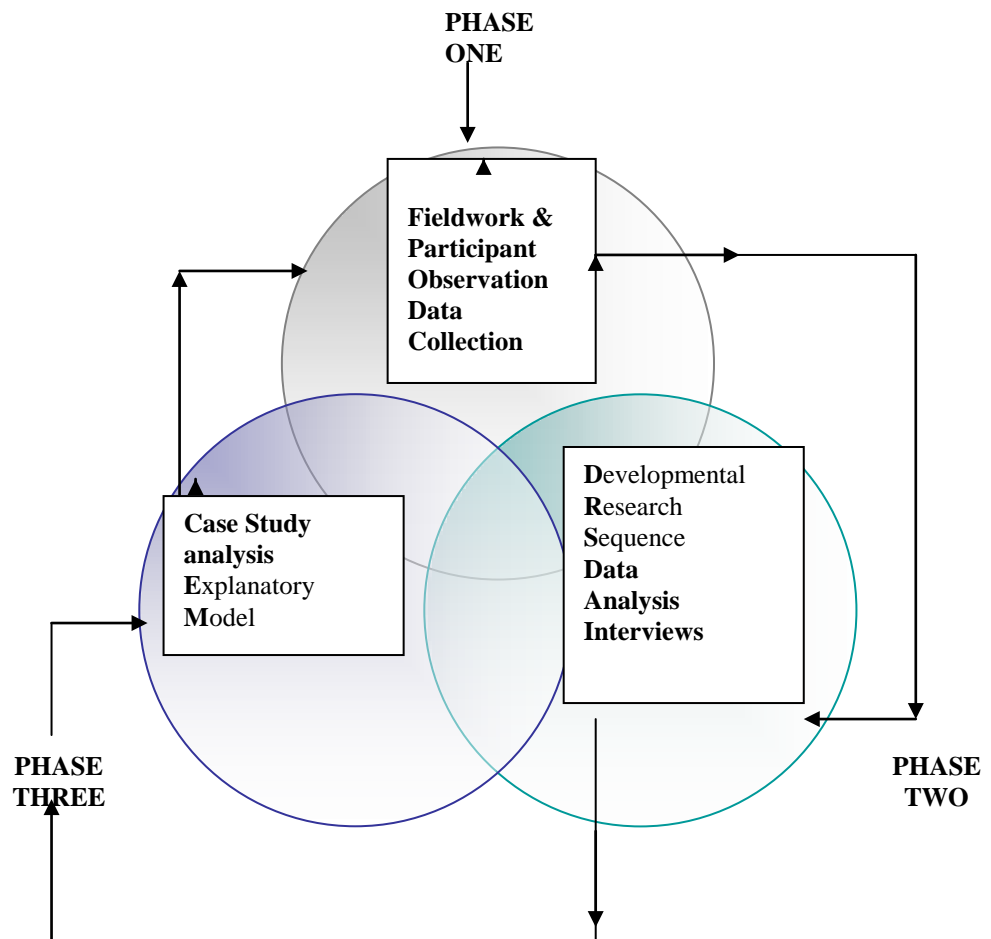 PHASE
ONE
Fieldwork &
Participant
Observation
Data
Collection
Developmental
Research
Sequence
Data
Analysis
Interviews
Case Study
analysis
Explanatory
Model
PHASE
THREE
PHASE
TWO